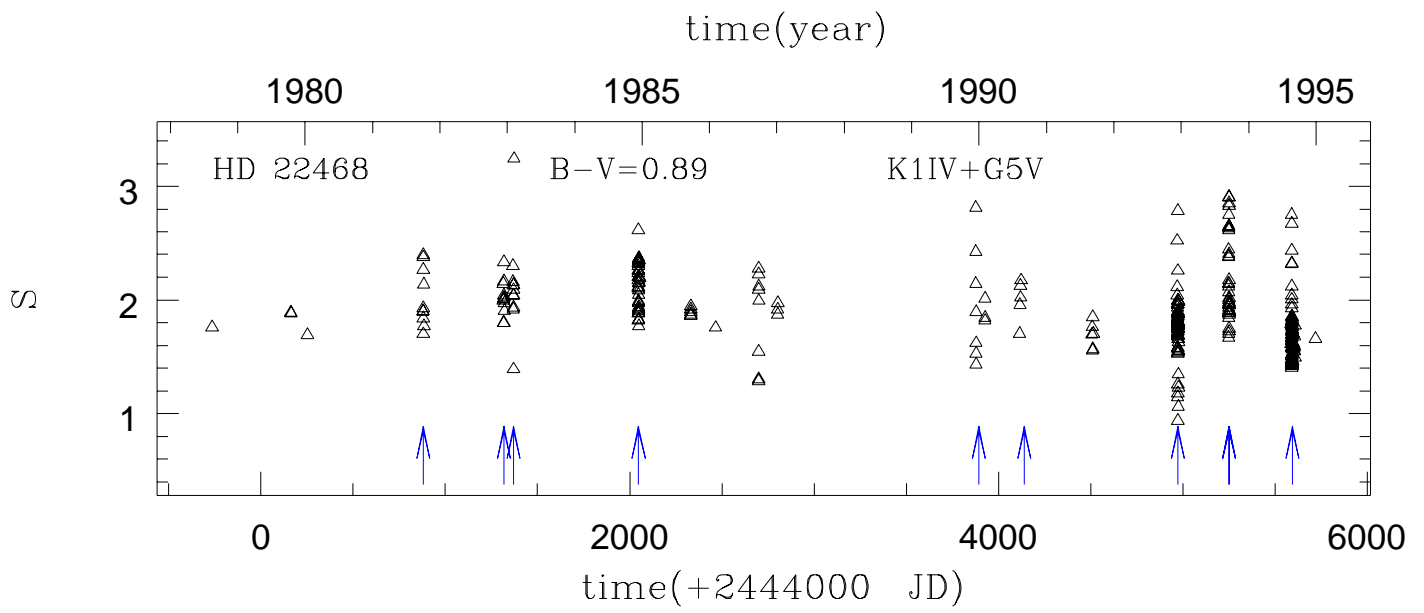 time(year)
1980 1985 1990 1995
HD 22468 B-V=0.89 K1IV+G5V
3
2
1
S
0 2000 4000 6000
time(+2444000 JD)